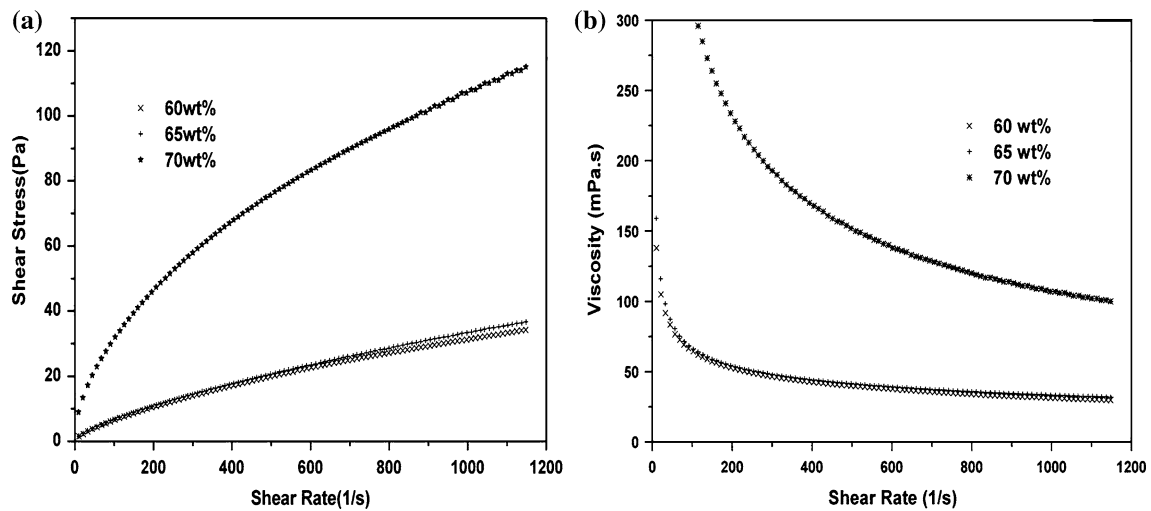 (a)
Shear Stress(Pa)
120
100
80
60
40
20
0
× 60wt%
+ 65wt%
★ 70wt%
0 200 400 600 800 1000 1200
Shear Rate(1/s)
(b)
Viscosity (mPa.s)
300
250
200
150
100
50
0
× 60 wt%
+ 65 wt%
✱ 70 wt%
0 200 400 600 800 1000 1200
Shear Rate (1/s)